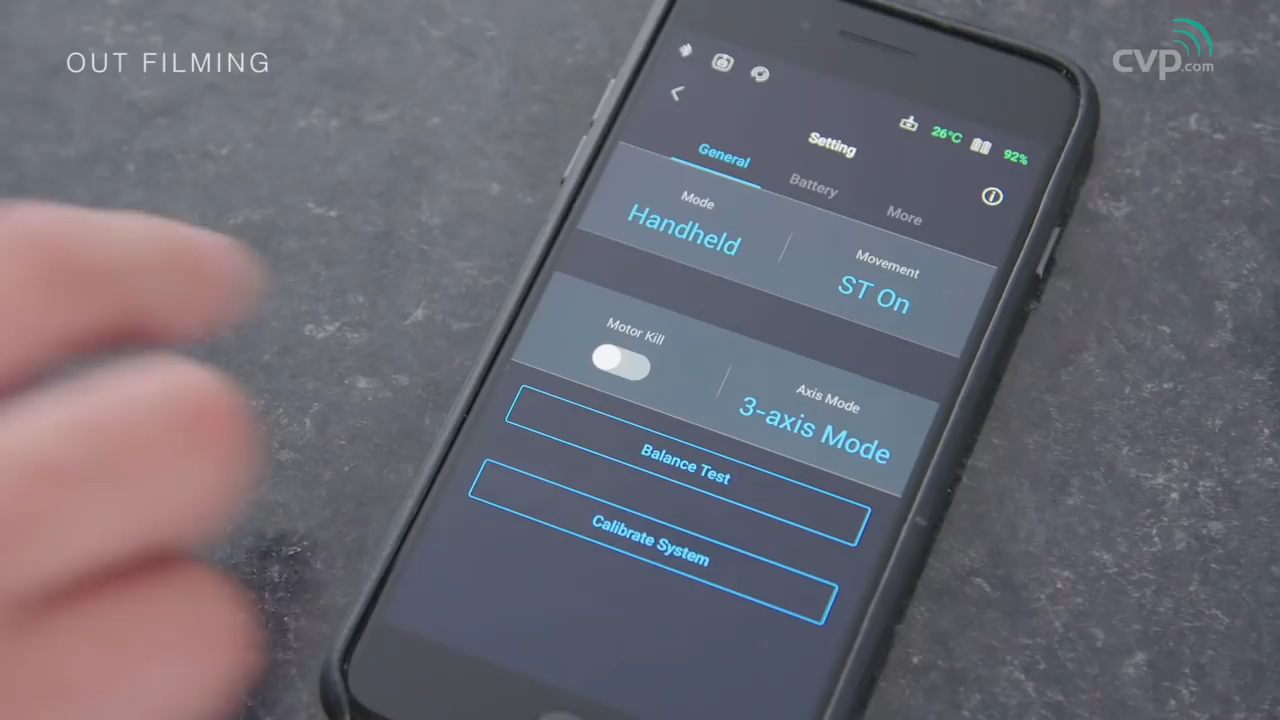 OUT FILMING
cvp.com
26°C
92%
Setting
General
Battery
More
Mode
Handheld
Movement
ST On
Motor Kill
Axis Mode
3-axis Mode
Balance Test
Calibrate System